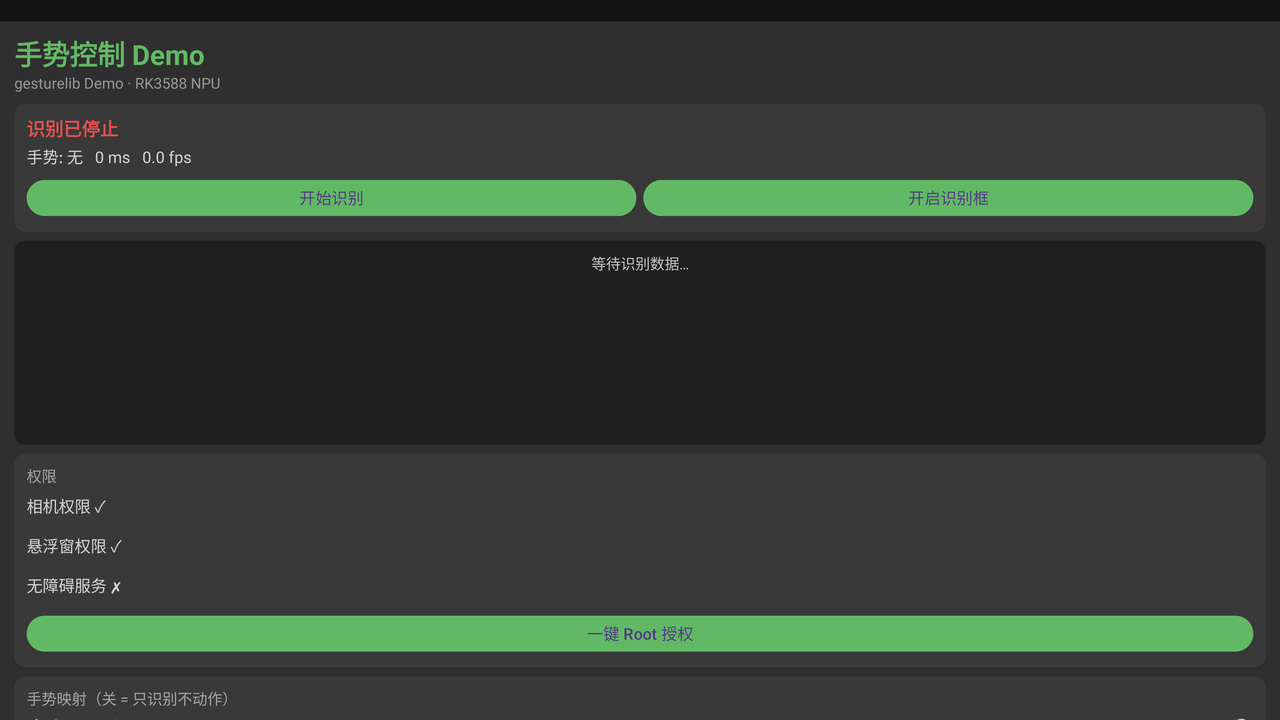 手势控制 Demo
gesturelib Demo · RK3588 NPU
识别已停止
手势: 无 0 ms 0.0 fps
开始识别
开启识别框
等待识别数据…
权限
相机权限 ✓
悬浮窗权限 ✓
无障碍服务 ✗
一键 Root 授权
手势映射（关 = 只识别不动作）